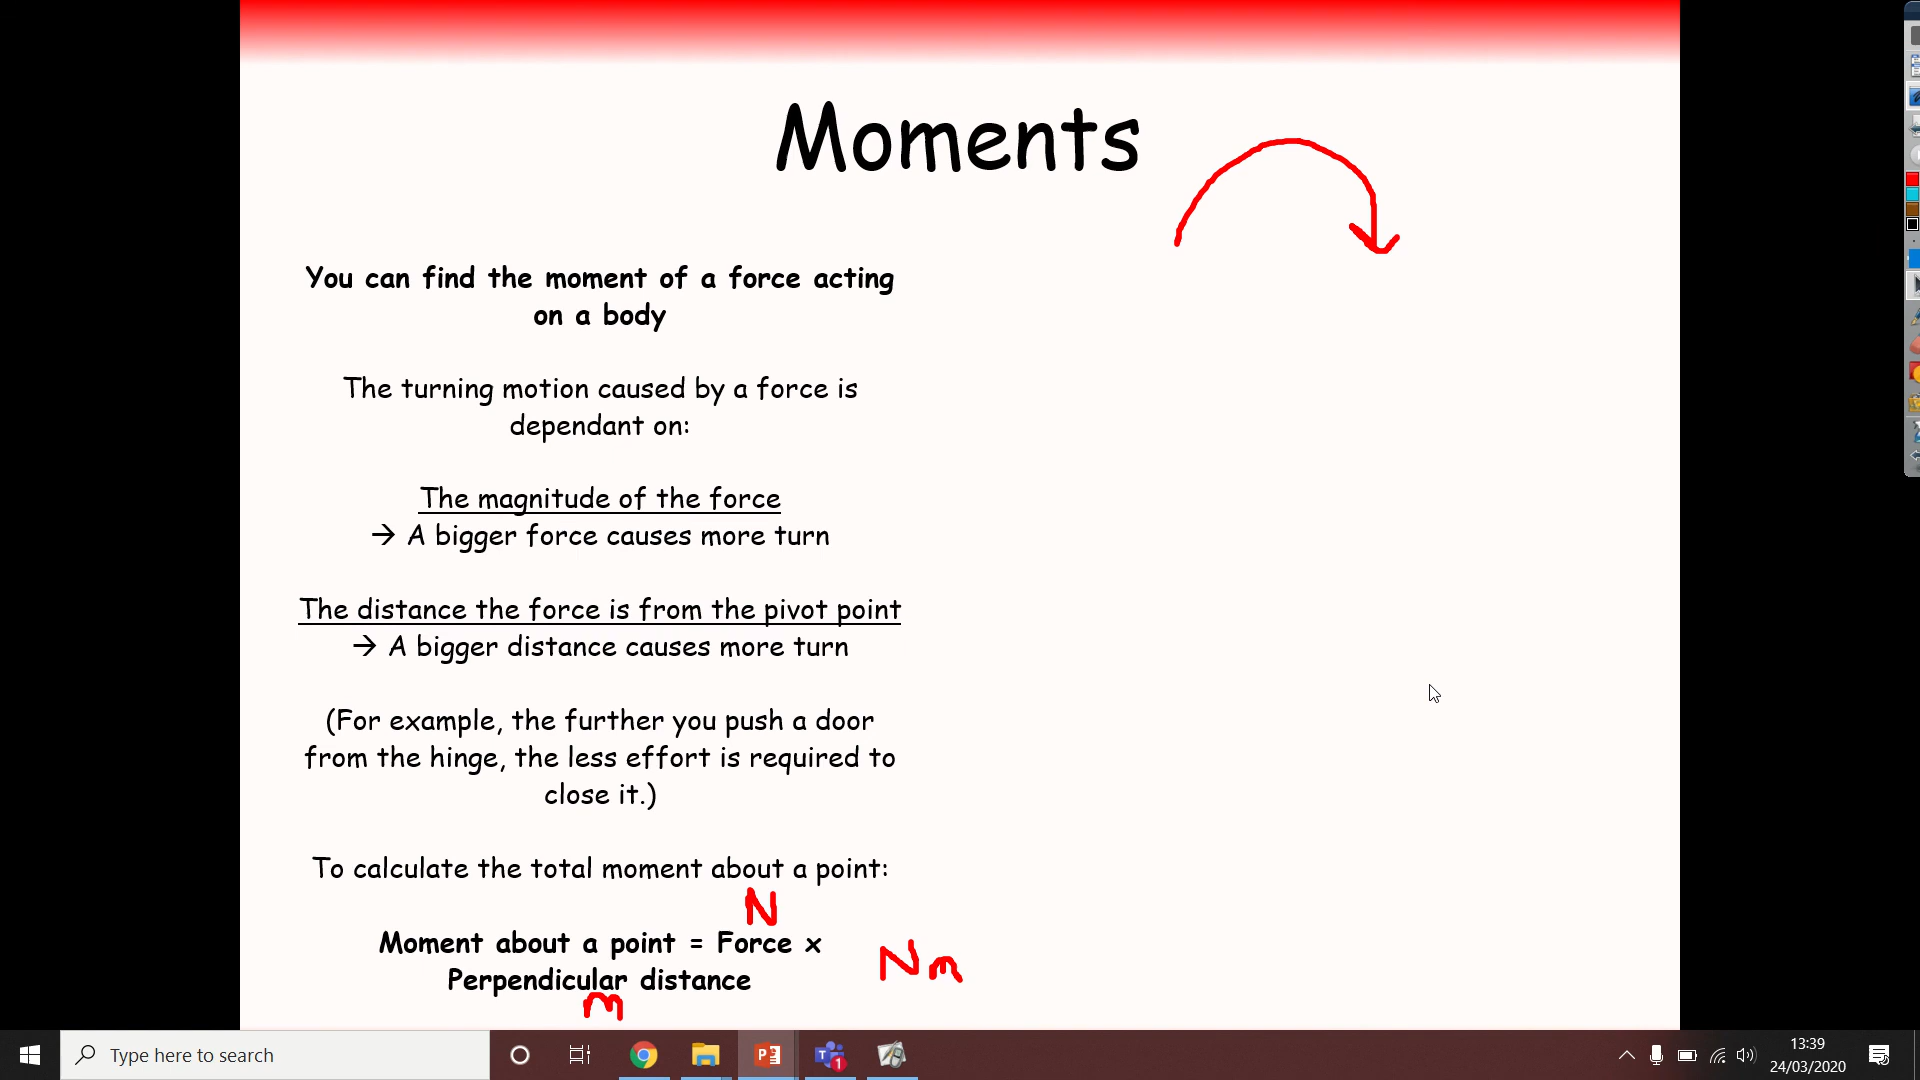 Moments
You can find the moment of a force acting
on a body
The turning motion caused by a force is
dependant on:
The magnitude of the force
→ A bigger force causes more turn
The distance the force is from the pivot point
→ A bigger distance causes more turn
(For example, the further you push a door
from the hinge, the less effort is required to
close it.)
To calculate the total moment about a point:
N
Moment about a point = Force x
Perpendicular distance
Nm
m
Type here to search
1
13:39
24/03/2020